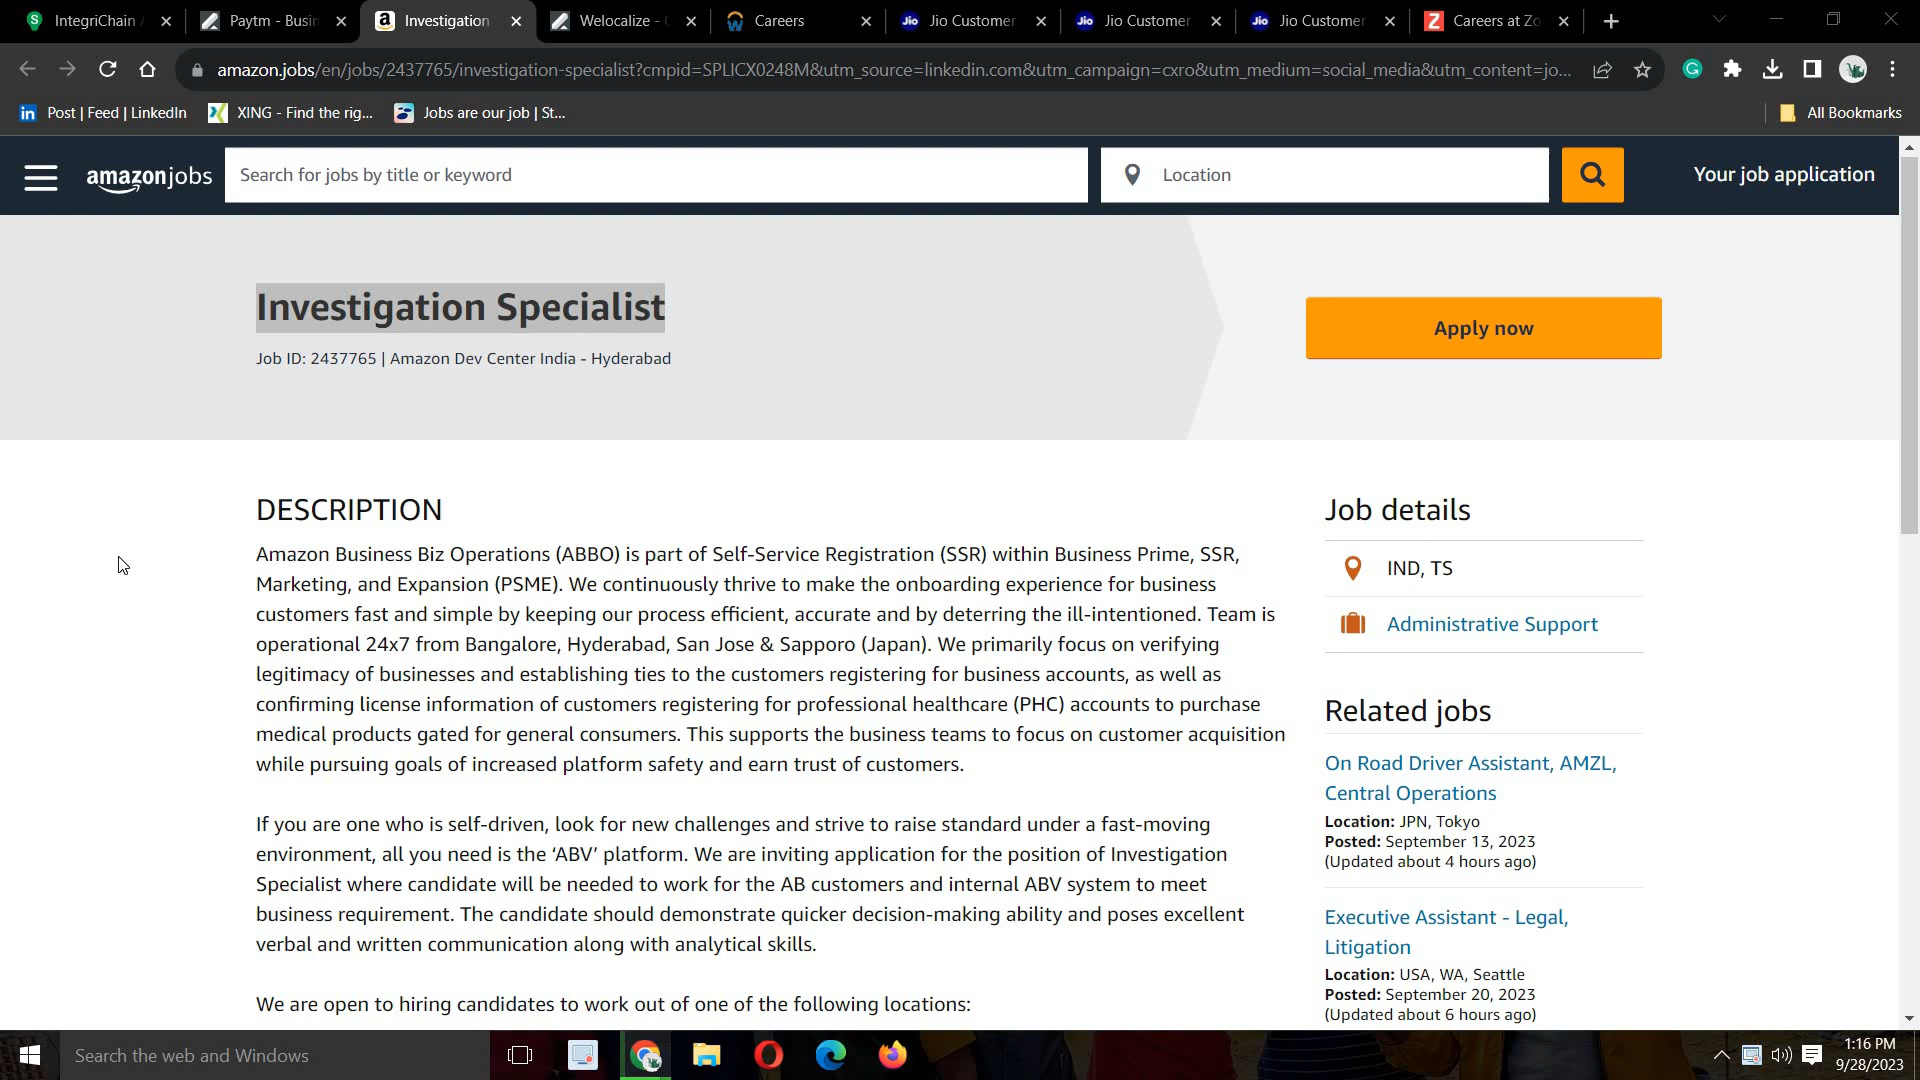 IntegriChain
Paytm - Busin
Investigation
Welocalize -
Careers
Jio Customer
Jio Customer
Jio Customer
Careers at Zo
amazon.jobs/en/jobs/2437765/investigation-specialist?cmpid=SPLICX0248M&utm_source=linkedin.com&utm_campaign=cxro&utm_medium=social_media&utm_content=jo...
Post | Feed | LinkedIn
XING - Find the rig...
Jobs are our job | St...
All Bookmarks
amazonjobs
Search for jobs by title or keyword
Location
Your job application
Investigation Specialist
Job ID: 2437765 | Amazon Dev Center India - Hyderabad
Apply now
DESCRIPTION
Amazon Business Biz Operations (ABBO) is part of Self-Service Registration (SSR) within Business Prime, SSR,
Marketing, and Expansion (PSME). We continuously thrive to make the onboarding experience for business
customers fast and simple by keeping our process efficient, accurate and by deterring the ill-intentioned. Team is
operational 24x7 from Bangalore, Hyderabad, San Jose & Sapporo (Japan). We primarily focus on verifying
legitimacy of businesses and establishing ties to the customers registering for business accounts, as well as
confirming license information of customers registering for professional healthcare (PHC) accounts to purchase
medical products gated for general consumers. This supports the business teams to focus on customer acquisition
while pursuing goals of increased platform safety and earn trust of customers.
If you are one who is self-driven, look for new challenges and strive to raise standard under a fast-moving
environment, all you need is the ‘ABV’ platform. We are inviting application for the position of Investigation
Specialist where candidate will be needed to work for the AB customers and internal ABV system to meet
business requirement. The candidate should demonstrate quicker decision-making ability and poses excellent
verbal and written communication along with analytical skills.
We are open to hiring candidates to work out of one of the following locations:
Job details
IND, TS
Administrative Support
Related jobs
On Road Driver Assistant, AMZL,
Central Operations
Location: JPN, Tokyo
Posted: September 13, 2023
(Updated about 4 hours ago)
Executive Assistant - Legal,
Litigation
Location: USA, WA, Seattle
Posted: September 20, 2023
(Updated about 6 hours ago)
Search the web and Windows
1:16 PM
9/28/2023